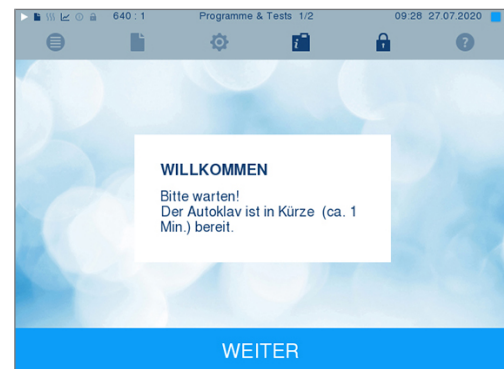 640 : 1 Programme & Tests 1/2 09:28 27.07.2020
WILLKOMMEN
Bitte warten!
Der Autoklav ist in Kürze (ca. 1
Min.) bereit.
WEITER